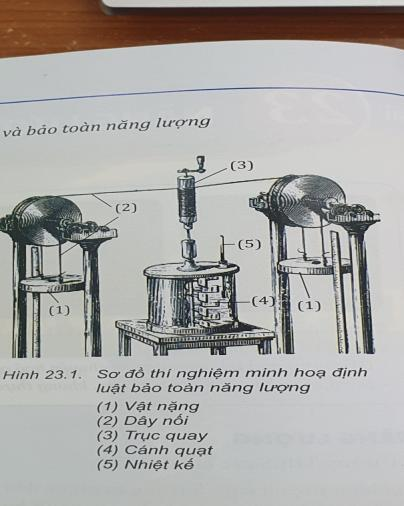 và bảo toàn năng lượng
(3)
(2)
(5)
(1)
(4)
(1)
Hình 23.1. Sơ đồ thí nghiệm minh hoạ định
luật bảo toàn năng lượng
(1) Vật nặng
(2) Dây nối
(3) Trục quay
(4) Cánh quạt
(5) Nhiệt kế